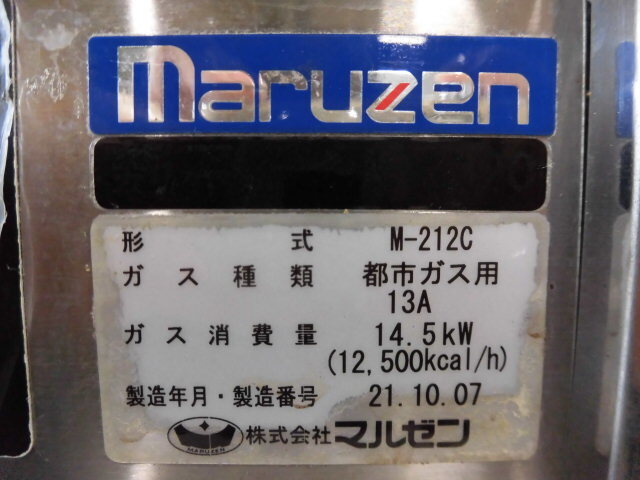 maruzen
形式 M-212C
ガス種類 都市ガス用
13A
ガス消費量 14.5kW
(12,500kcal/h)
製造年月・製造番号 21.10.07
MARUZEN 株式会社マルゼン